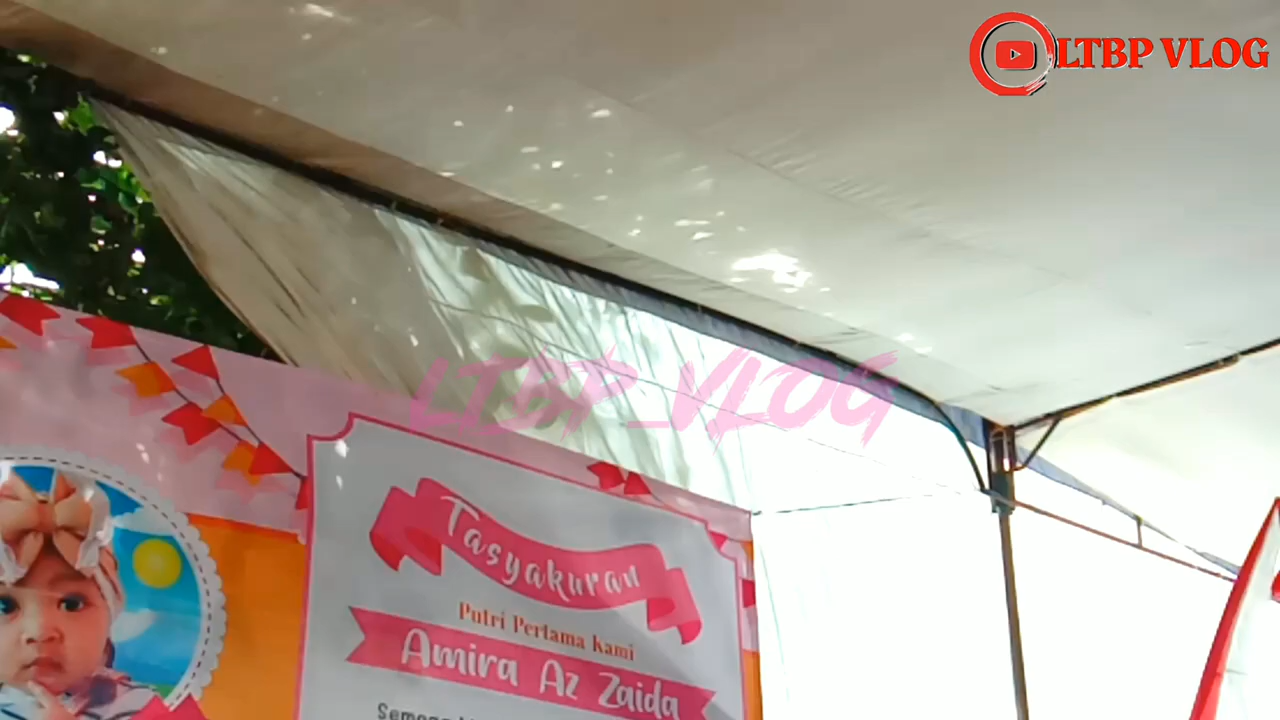 LTBP VLOG
LTBP_VLOG
Tasyakuran
Putri Pertama Kami
Amira Az Zaida